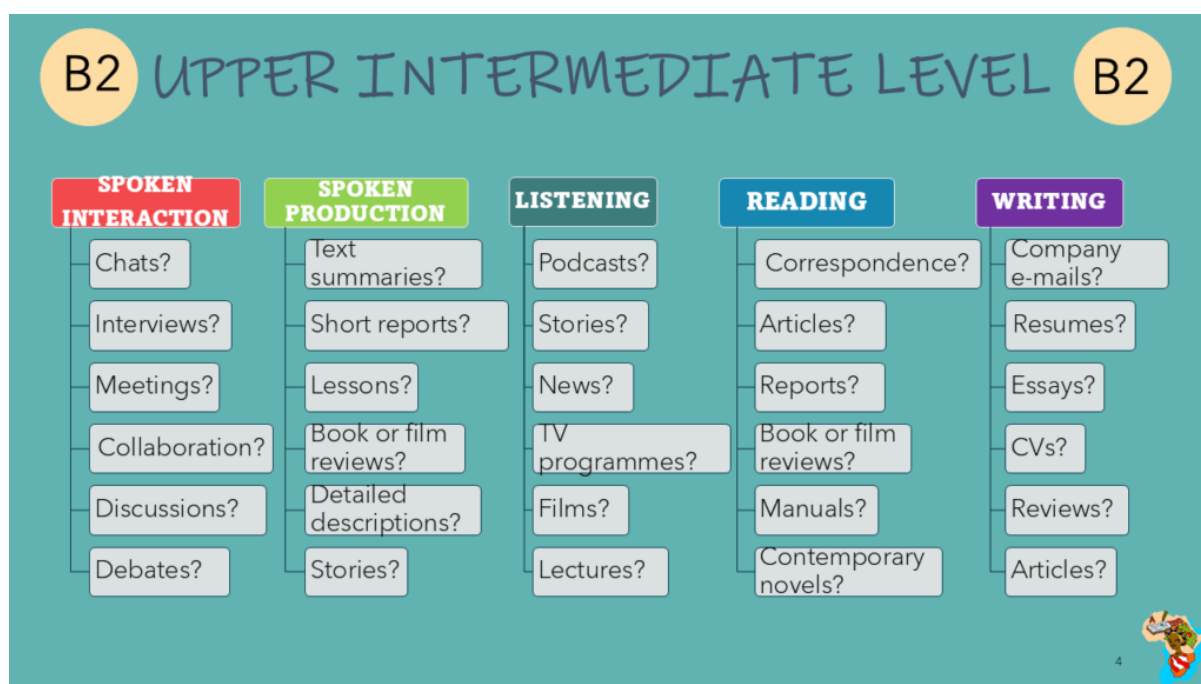 B2 UPPER INTERMEDIATE LEVEL B2
SPOKEN
INTERACTION
Chats?
Interviews?
Meetings?
Collaboration?
Discussions?
Debates?
SPOKEN
PRODUCTION
Text
summaries?
Short reports?
Lessons?
Book or film
reviews?
Detailed
descriptions?
Stories?
LISTENING
Podcasts?
Stories?
News?
TV
programmes?
Films?
Lectures?
READING
Correspondence?
Articles?
Reports?
Book or film
reviews?
Manuals?
Contemporary
novels?
WRITING
Company
e-mails?
Resumes?
Essays?
CVs?
Reviews?
Articles?
4